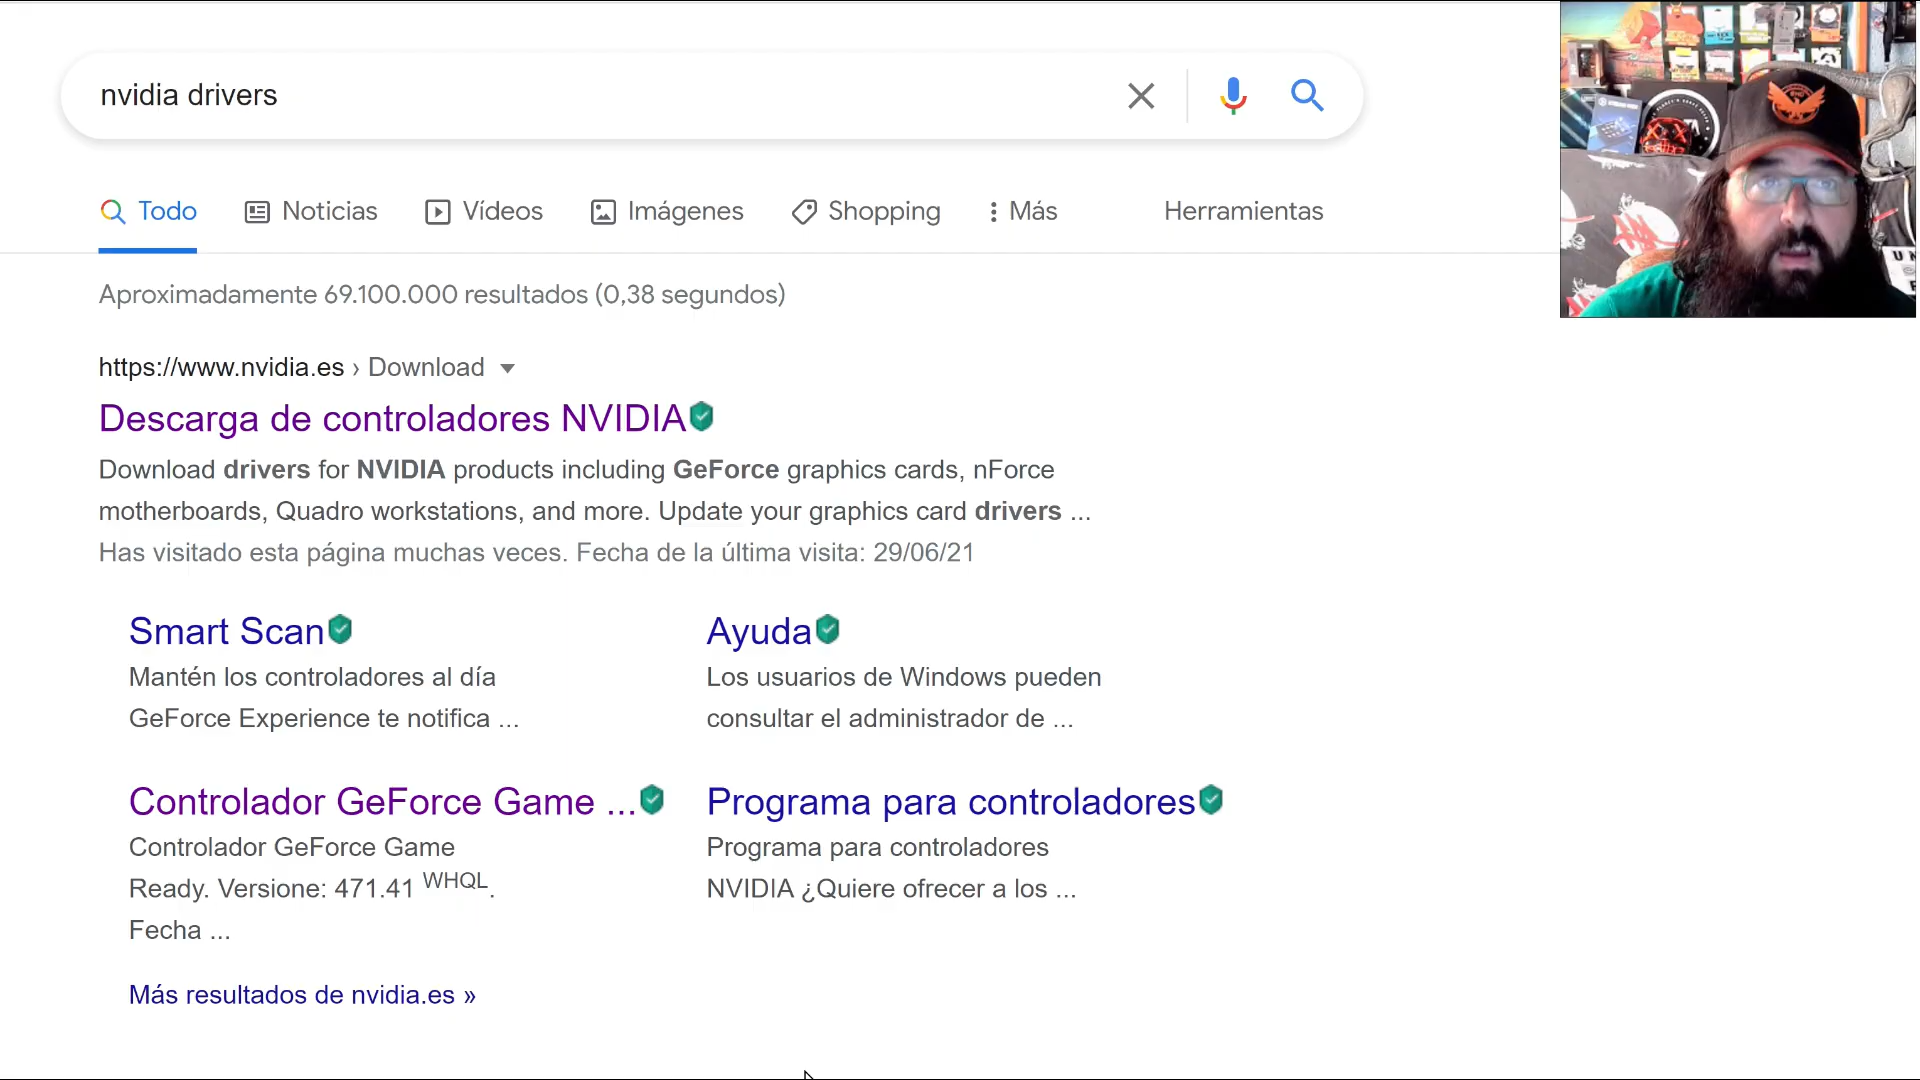 nvidia drivers
Todo
Noticias
Vídeos
Imágenes
Shopping
Más
Herramientas
Aproximadamente 69.100.000 resultados (0,38 segundos)
https://www.nvidia.es › Download
Descarga de controladores NVIDIA
Download drivers for NVIDIA products including GeForce graphics cards, nForce
motherboards, Quadro workstations, and more. Update your graphics card drivers ...
Has visitado esta página muchas veces. Fecha de la última visita: 29/06/21
Smart Scan
Mantén los controladores al día
GeForce Experience te notifica ...
Ayuda
Los usuarios de Windows pueden
consultar el administrador de ...
Controlador GeForce Game ...
Controlador GeForce Game
Ready. Versione: 471.41 WHQL.
Fecha ...
Programa para controladores
Programa para controladores
NVIDIA ¿Quiere ofrecer a los ...
Más resultados de nvidia.es »